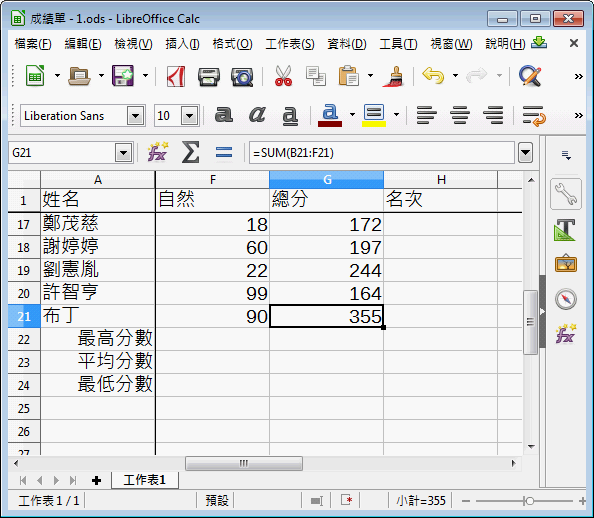 成績單 - 1.ods - LibreOffice Calc
檔案(F) 編輯(E) 檢視(V) 插入(I) 格式(O) 工作表(S) 資料(D) 工具(T) 視窗(W) 說明(H)
Liberation Sans 10 a a a a
G21 =SUM(B21:F21)
A F G H
1 姓名 自然 總分 名次
17 鄭茂慈 18 172
18 謝婷婷 60 197
19 劉憲胤 22 244
20 許智亨 99 164
21 布丁 90 355
22 最高分數
23 平均分數
24 最低分數
25
26
27
工作表1
工作表 1 / 1 預設 小計=355